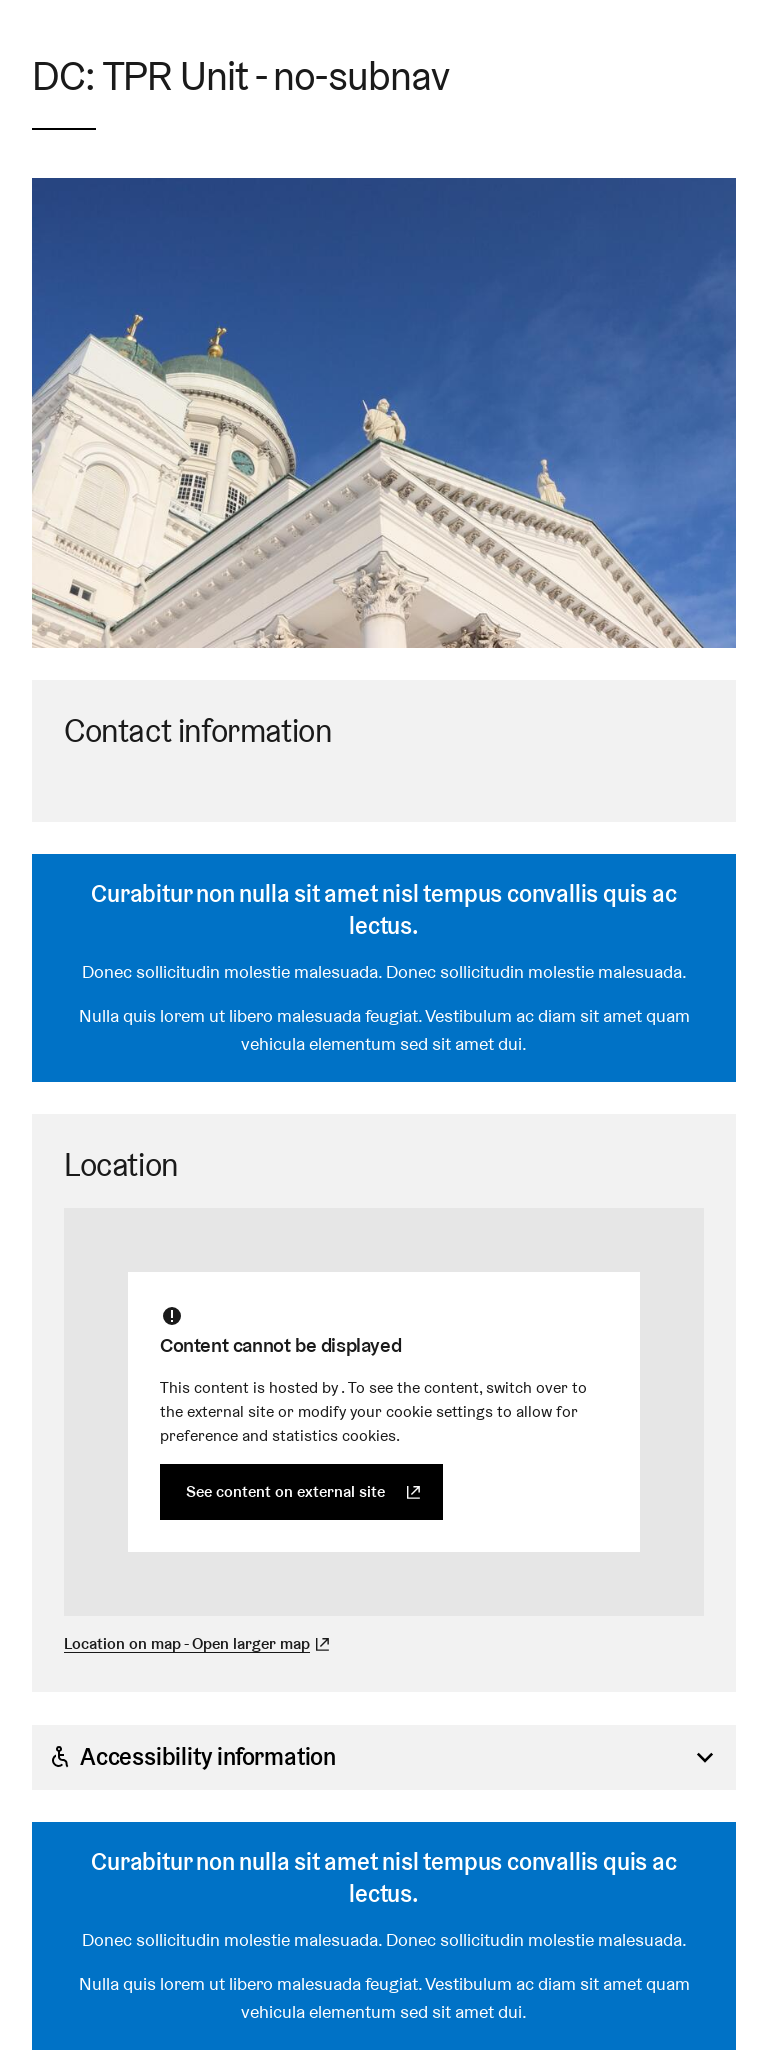 DC: TPR Unit - no-subnav
Contact information
Curabitur non nulla sit amet nisl tempus convallis quis ac
lectus.
Donec sollicitudin molestie malesuada. Donec sollicitudin molestie malesuada.
Nulla quis lorem ut libero malesuada feugiat. Vestibulum ac diam sit amet quam
vehicula elementum sed sit amet dui.
Location
Content cannot be displayed
This content is hosted by . To see the content, switch over to
the external site or modify your cookie settings to allow for
preference and statistics cookies.
See content on external site
Location on map - Open larger map
Accessibility information
Curabitur non nulla sit amet nisl tempus convallis quis ac
lectus.
Donec sollicitudin molestie malesuada. Donec sollicitudin molestie malesuada.
Nulla quis lorem ut libero malesuada feugiat. Vestibulum ac diam sit amet quam
vehicula elementum sed sit amet dui.